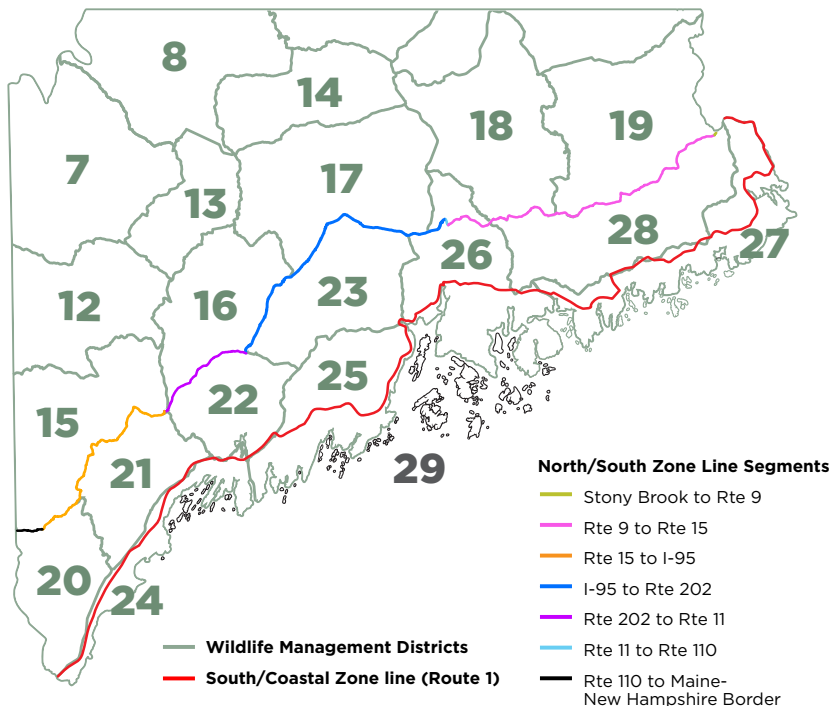 8
14
18
19
7
17
13
28
27
26
12
16
23
25
22
15
29
21
20
24
North/South Zone Line Segments
Stony Brook to Rte 9
Rte 9 to Rte 15
Rte 15 to I-95
I-95 to Rte 202
Rte 202 to Rte 11
Rte 11 to Rte 110
Rte 110 to Maine-
New Hampshire Border
Wildlife Management Districts
South/Coastal Zone line (Route 1)